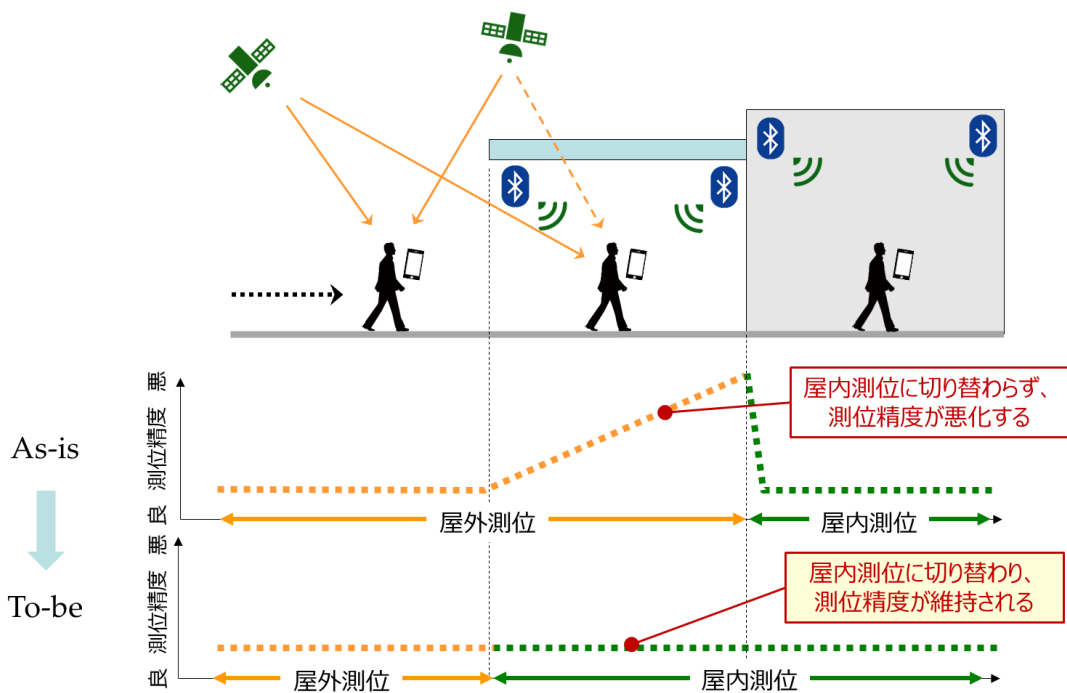 As-is
悪
測位精度
良
屋内測位に切り替わらず、
測位精度が悪化する
屋外測位
屋内測位
To-be
悪
測位精度
良
屋内測位に切り替わり、
測位精度が維持される
屋外測位
屋内測位